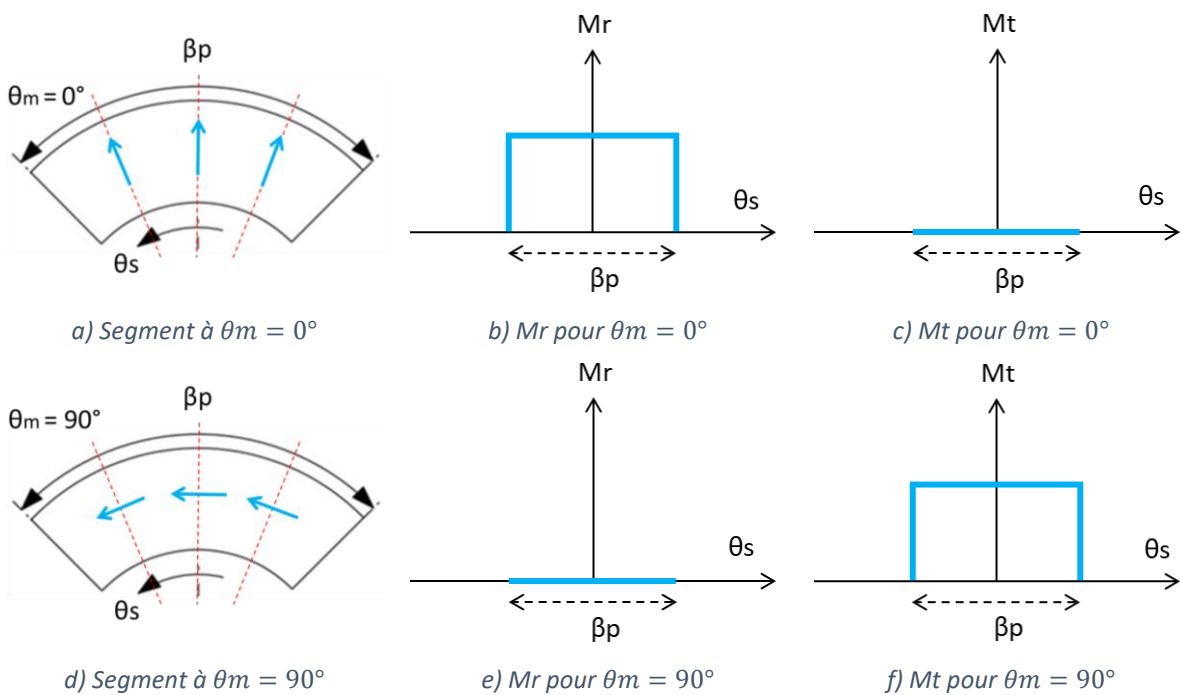 βp
θm = 0°
θs
a) Segment à θm = 0°
Mr
θs
βp
b) Mr pour θm = 0°
Mt
θs
βp
c) Mt pour θm = 0°
βp
θm = 90°
θs
d) Segment à θm = 90°
Mr
θs
βp
e) Mr pour θm = 90°
Mt
θs
βp
f) Mt pour θm = 90°